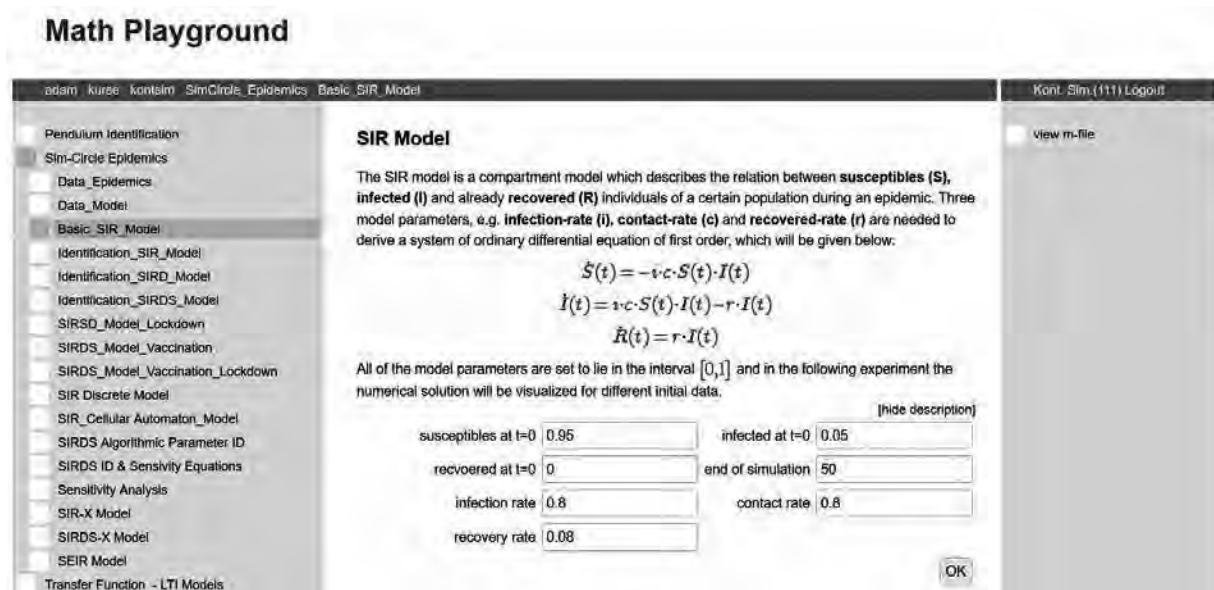 Math Playground
adam kurse kontsim SimCircle_Epidemics Basic_SIR_Model
Kont. Sim.(111) Logout
Pendulum Identification
Sim-Circle Epidemics
Data_Epidemics
Data_Model
Basic_SIR_Model
Identification_SIR_Model
Identification_SIRD_Model
Identification_SIRDS_Model
SIRSD_Model_Lockdown
SIRDS_Model_Vaccination
SIRDS_Model_Vaccination_Lockdown
SIR Discrete Model
SIR_Cellular Automaton_Model
SIRDS Algorithmic Parameter ID
SIRDS ID & Sensivity Equations
Sensitivity Analysis
SIR-X Model
SIRDS-X Model
SEIR Model
Transfer Function - LTI Models
SIR Model
The SIR model is a compartment model which describes the relation between susceptibles (S),
infected (I) and already recovered (R) individuals of a certain population during an epidemic. Three
model parameters, e.g. infection-rate (i), contact-rate (c) and recovered-rate (r) are needed to
derive a system of ordinary differential equation of first order, which will be given below:
Ṡ(t) = −i·c·S(t)·I(t)
İ(t) = i·c·S(t)·I(t)−r·I(t)
Ṙ(t) = r·I(t)
All of the model parameters are set to lie in the interval [0,1] and in the following experiment the
numerical solution will be visualized for different initial data.
[hide description]
susceptibles at t=0 0.95 infected at t=0 0.05
recvoered at t=0 0 end of simulation 50
infection rate 0.8 contact rate 0.8
recovery rate 0.08
OK
view m-file